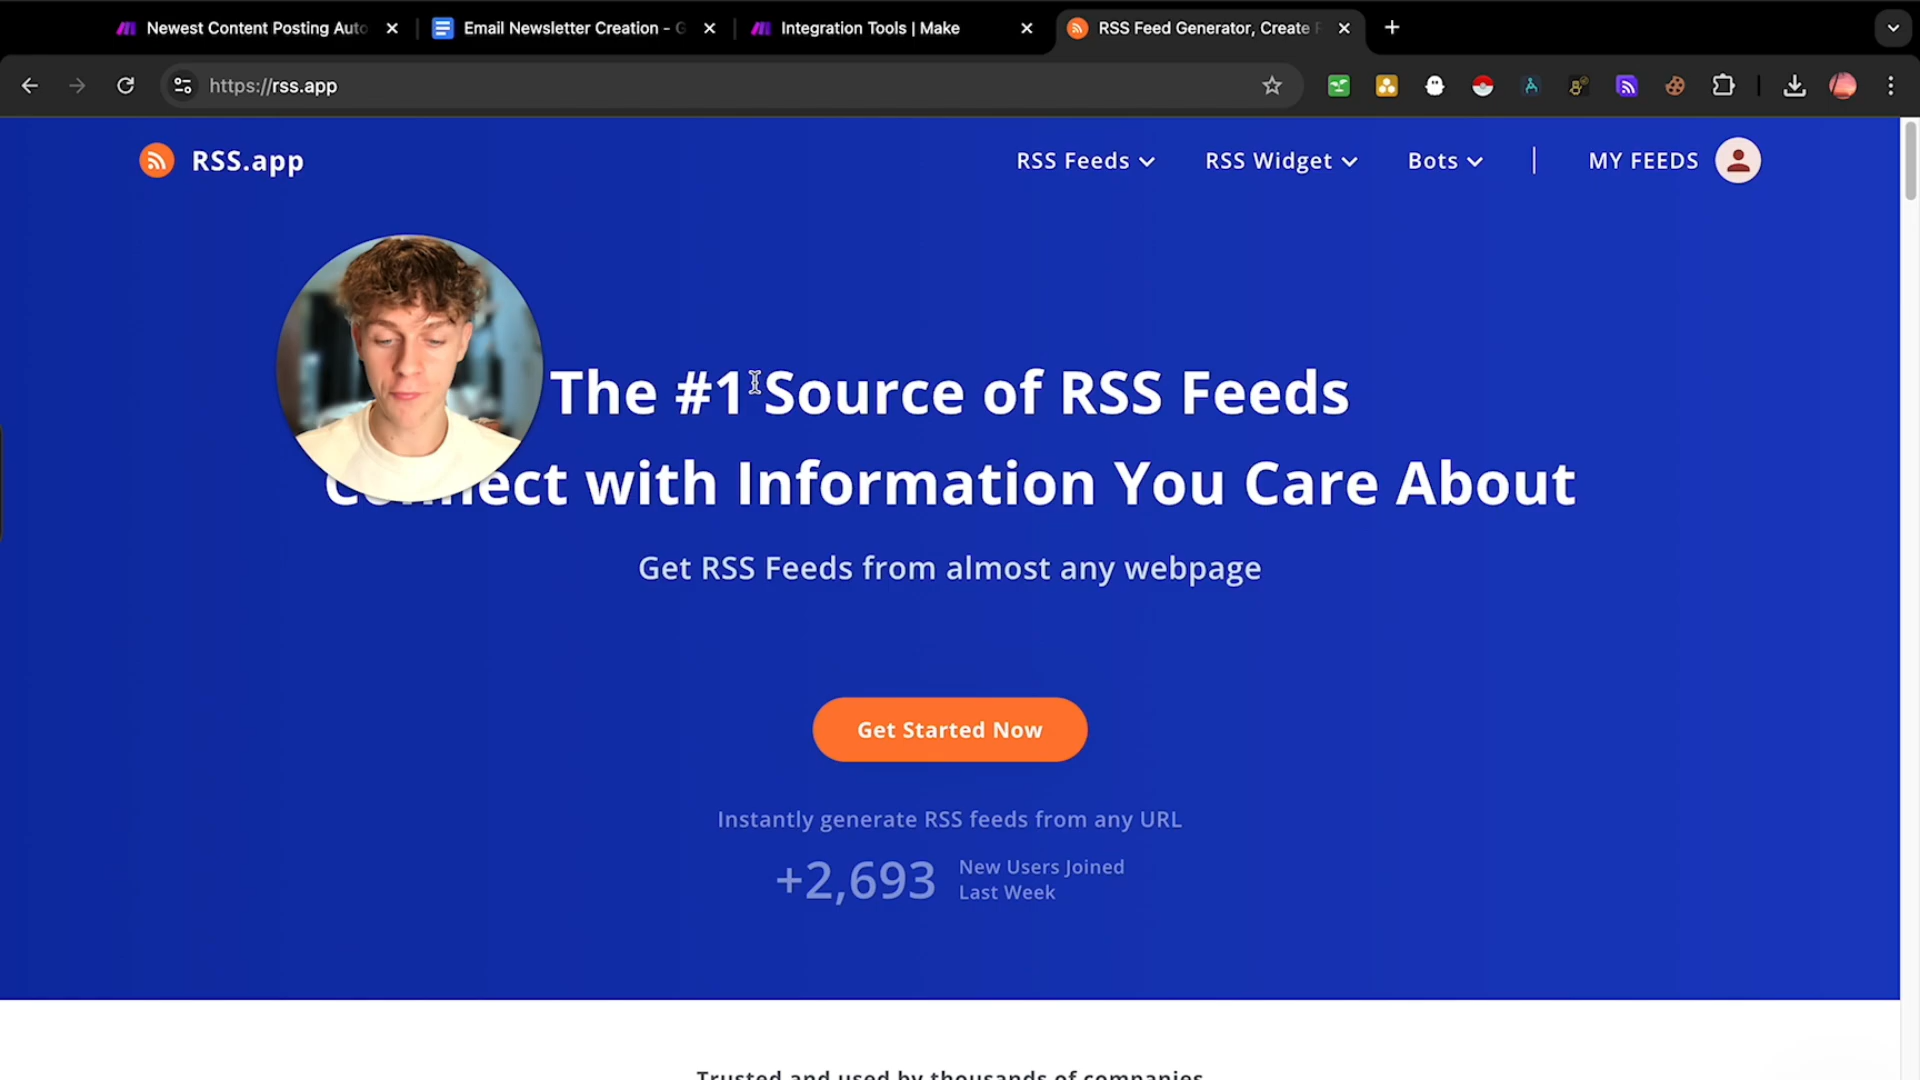 Newest Content Posting Auto
Email Newsletter Creation - G
Integration Tools | Make
RSS Feed Generator, Create F
https://rss.app
RSS.app
RSS Feeds
RSS Widget
Bots
MY FEEDS
The #1 Source of RSS Feeds
Connect with Information You Care About
Get RSS Feeds from almost any webpage
Get Started Now
Instantly generate RSS feeds from any URL
+2,693
New Users Joined
Last Week
Trusted and used by thousands of companies